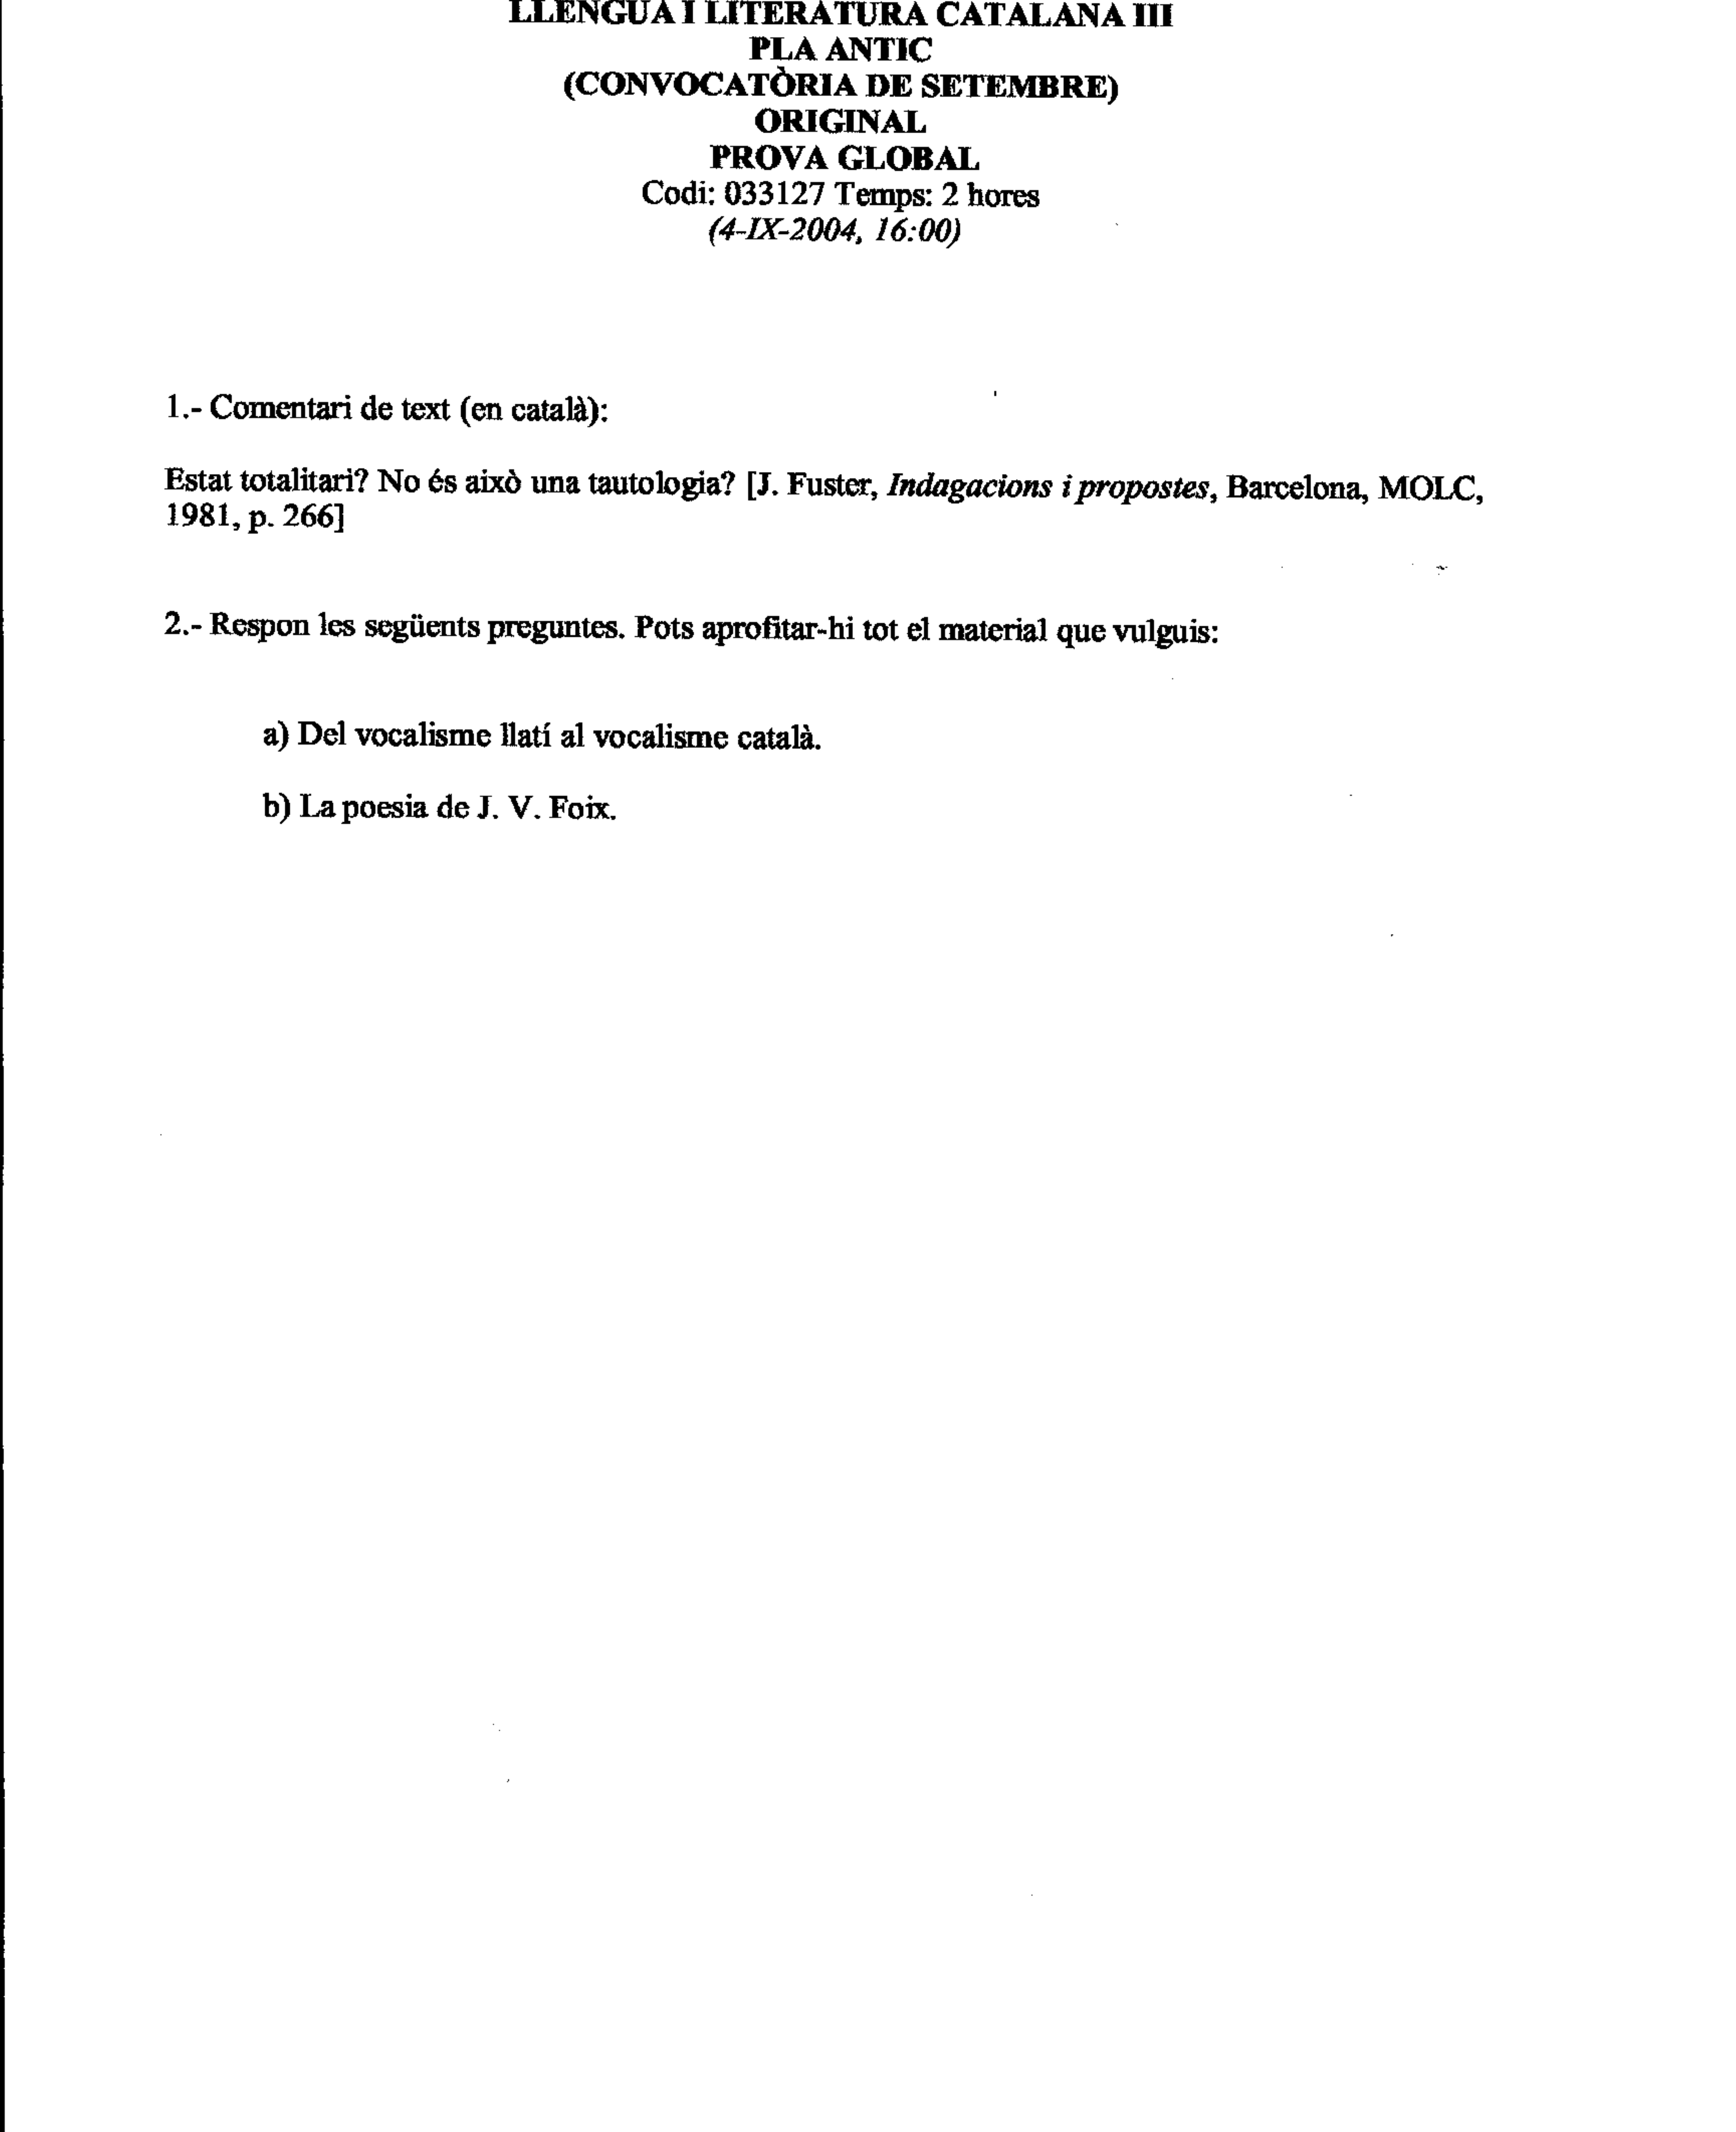 LLENGUA I LITERATURA CATALANA III
PLA ANTIC
(CONVOCATÒRIA DE SETEMBRE)
ORIGINAL
PROVA GLOBAL
Codi: 033127 Temps: 2 hores
(4-IX-2004, 16:00)
1.- Comentari de text (en català):
Estat totalitari? No és això una tautologia? [J. Fuster, Indagacions i propostes, Barcelona, MOLC,
1981, p. 266]
2.- Respon les següents preguntes. Pots aprofitar-hi tot el material que vulguis:
a) Del vocalisme llatí al vocalisme català.
b) La poesia de J. V. Foix.